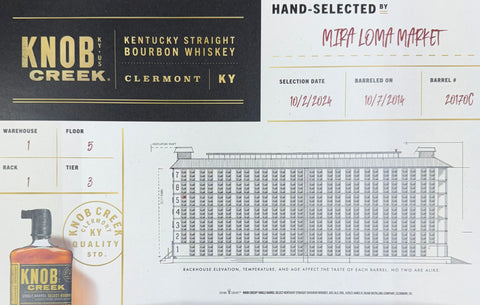 KNOB
KY·US
CREEK®
KENTUCKY STRAIGHT
BOURBON WHISKEY
CLERMONT KY
HAND-SELECTED BY
MIRA LOMA MARKET
SELECTION DATE
10/2/2024
BARRELED ON
10/7/2014
BARREL #
20170C
WAREHOUSE
1
FLOOR
5
RACK
1
TIER
3
KNOB CREEK
CLERMONT
KY
QUALITY
STD.
KNOB
CREEK
7
6
5
4
3
2
1
RACKHOUSE ELEVATION, TEMPERATURE, AND AGE AFFECT THE TASTE OF EACH BARREL. NO TWO ARE ALIKE.